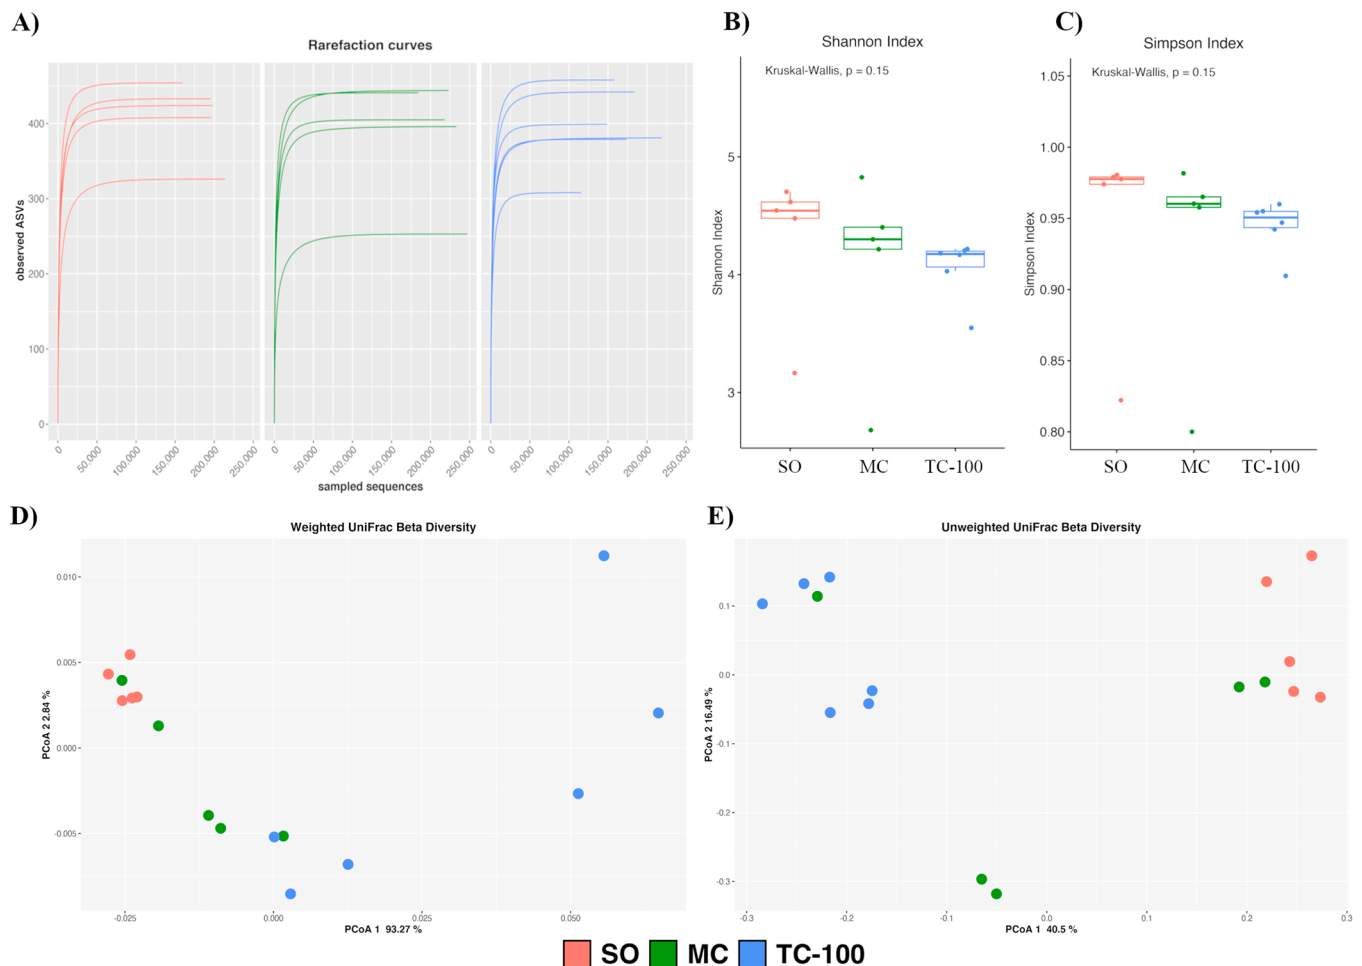 A)
Rarefaction curves
observed ASVs
400
300
200
100
0
0 50,000 100,000 150,000 200,000 250,000
0 50,000 100,000 150,000 200,000 250,000
0 50,000 100,000 150,000 200,000 250,000
sampled sequences
B)
Shannon Index
Kruskal-Wallis, p = 0.15
Shannon Index
5
4
3
SO MC TC-100
C)
Simpson Index
Kruskal-Wallis, p = 0.15
Simpson Index
1.05
1.00
0.95
0.90
0.85
0.80
SO MC TC-100
D)
Weighted UniFrac Beta Diversity
PCoA 2 2.84 %
0.010
0.005
0.000
-0.005
-0.025 0.000 0.025 0.050
PCoA 1 93.27 %
E)
Unweighted UniFrac Beta Diversity
PCoA 2 16.49 %
0.1
0.0
-0.1
-0.2
-0.3
-0.3 -0.2 -0.1 0.0 0.1 0.2 0.3
PCoA 1 40.5 %
SO MC TC-100